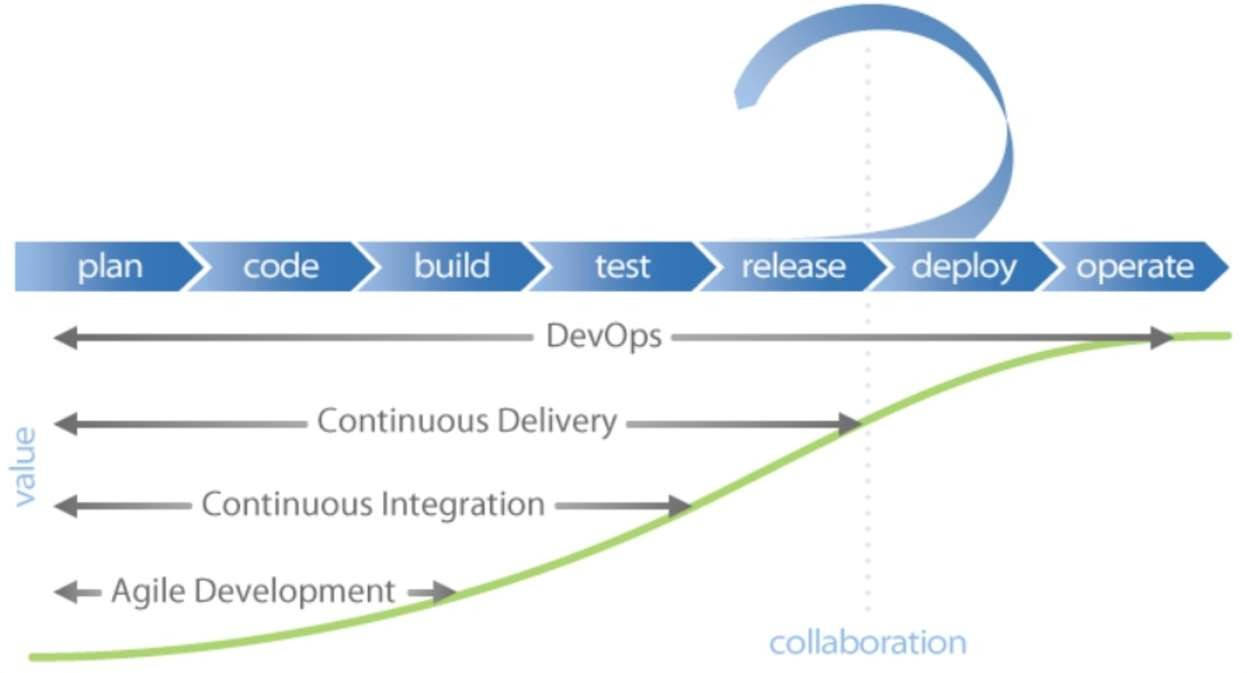 plan code build test release deploy operate
DevOps
Continuous Delivery
value
Continuous Integration
Agile Development
collaboration